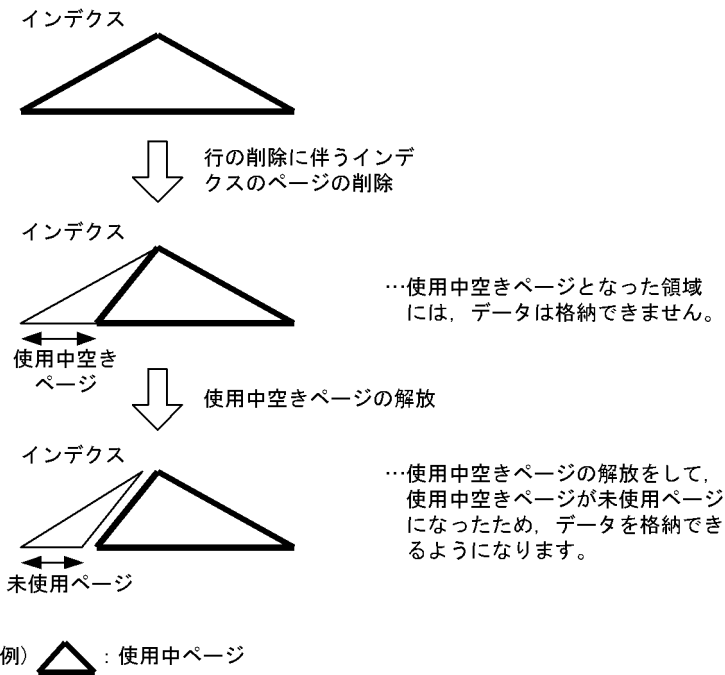 インデクス
行の削除に伴うインデ
クスのページの削除
インデクス
…使用中空きページとなった領域
には，データは格納できません。
使用中空き
ページ
使用中空きページの解放
インデクス
…使用中空きページの解放をして，
使用中空きページが未使用ページ
になったため，データを格納でき
るようになります。
未使用ページ
例） ：使用中ページ